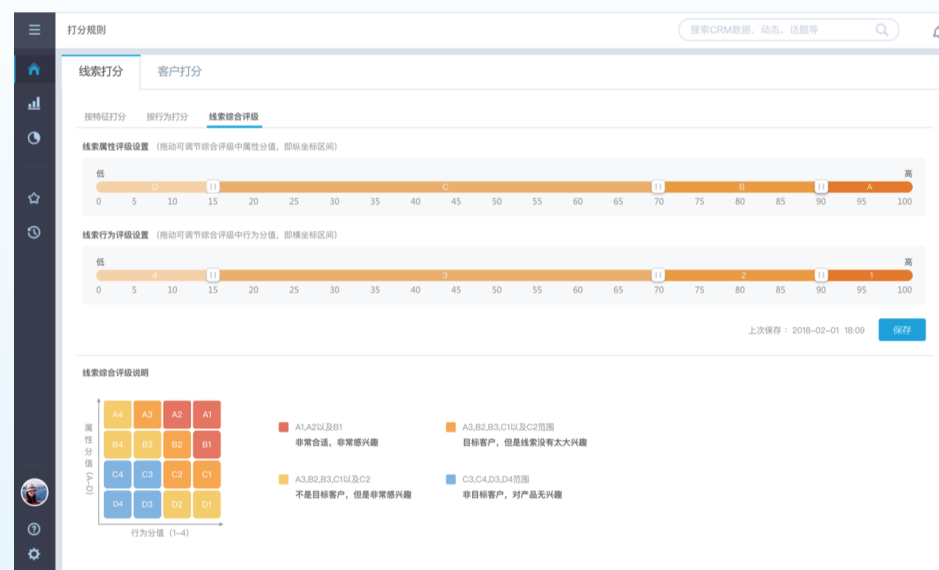 打分规则
搜索CRM数据、动态、话题等
线索打分 客户打分
按特征打分 按行为打分 线索综合评级
线索属性评级设置 (拖动可调节综合评级中属性分值，即纵坐标区间)
低 高
D C B A
0 5 10 15 20 25 30 35 40 45 50 55 60 65 70 75 80 85 90 95 100
线索行为评级设置 (拖动可调节综合评级中行为分值，即横坐标区间)
低 高
4 3 2 1
0 5 10 15 20 25 30 35 40 45 50 55 60 65 70 75 80 85 90 95 100
上次保存： 2018-02-01 18:09 保存
线索综合评级说明
属性分值(A-D)
A4 A3 A2 A1
B4 B3 B2 B1
C4 C3 C2 C1
D4 D3 D2 D1
行为分值 (1-4)
A1,A2以及B1
非常合适，非常感兴趣
A3,B2,B3,C1以及C2范围
目标客户，但是线索没有太大兴趣
A3,B2,B3,C1以及C2
不是目标客户，但是非常感兴趣
C3,C4,D3,D4范围
非目标客户，对产品无兴趣